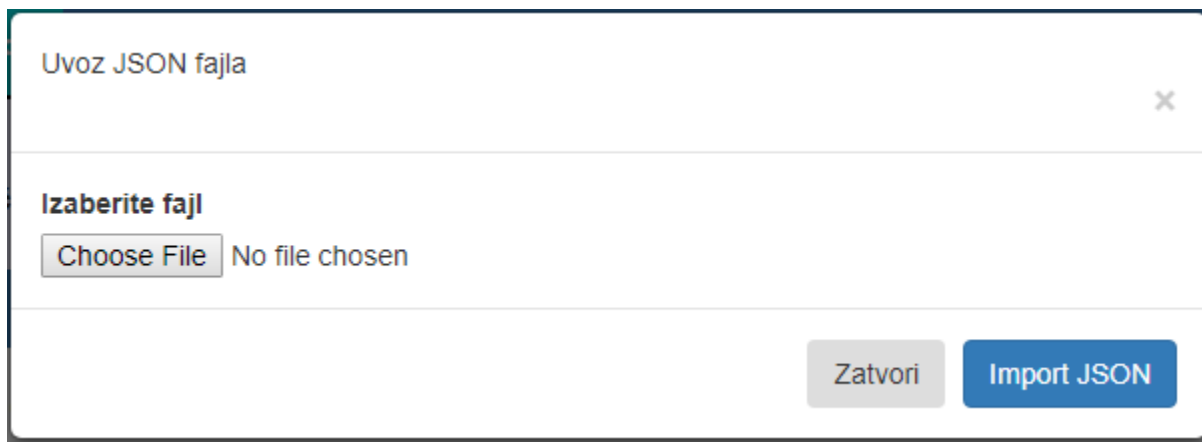 Uvoz JSON fajla
×
Izaberite fajl
Choose File No file chosen
Zatvori Import JSON